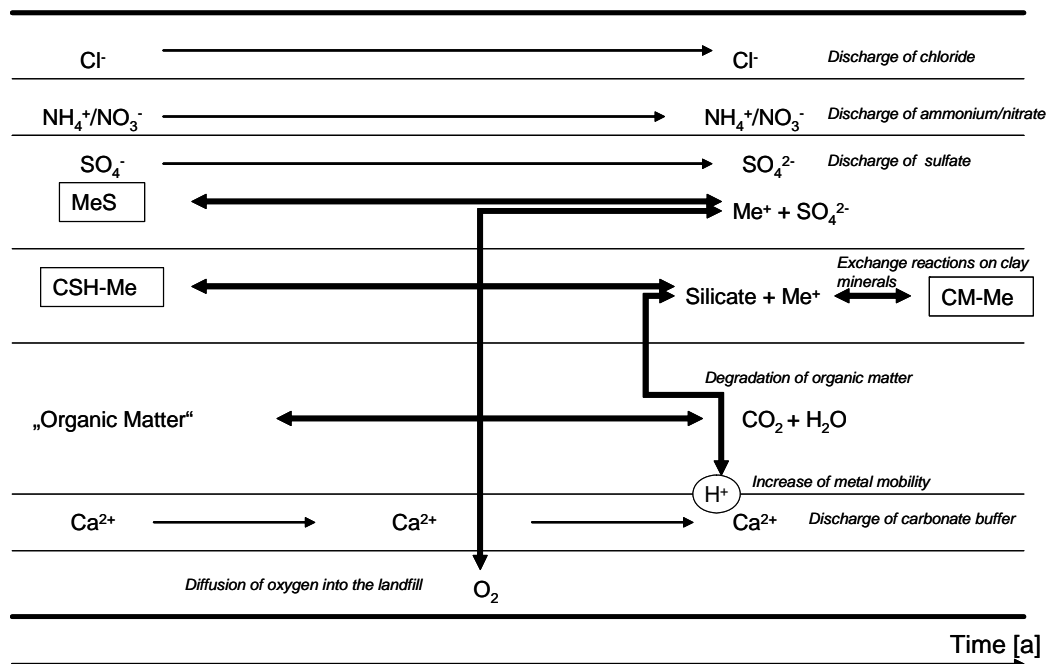 Cl⁻ Cl⁻ Discharge of chloride
NH₄⁺/NO₃⁻ NH₄⁺/NO₃⁻ Discharge of ammonium/nitrate
SO₄⁻ SO₄²⁻ Discharge of sulfate
MeS Me⁺ + SO₄²⁻
Exchange reactions on clay
minerals
CSH-Me Silicate + Me⁺ CM-Me
Degradation of organic matter
„Organic Matter“ CO₂ + H₂O
H⁺ Increase of metal mobility
Ca²⁺ Ca²⁺ Ca²⁺ Discharge of carbonate buffer
Diffusion of oxygen into the landfill O₂
Time [a]